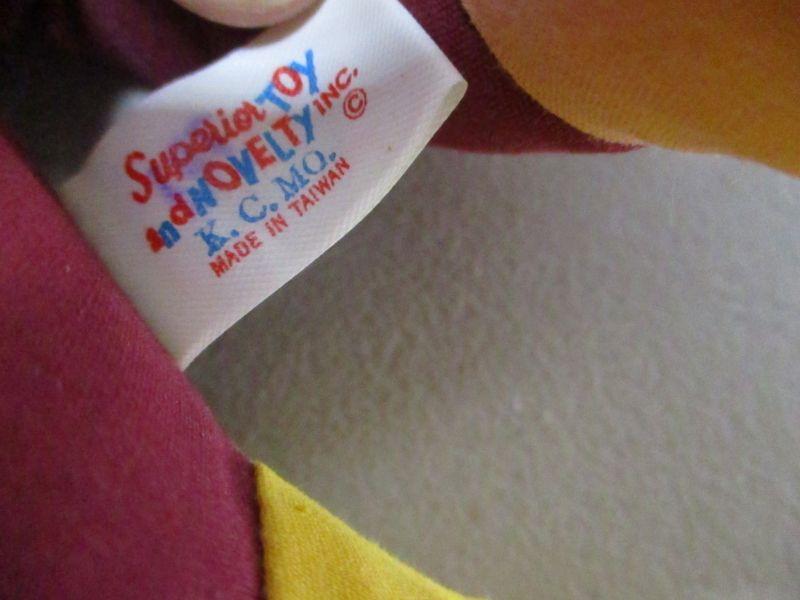 Superior TOY
and NOVELTY INC. ©
K. C. MO.
MADE IN TAIWAN